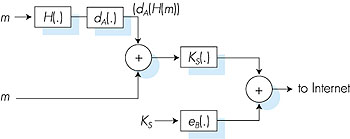 m
H(.)
dA(.)
(dA(H(m))
+
KS(.)
m
+
to Internet
KS
eB(.)